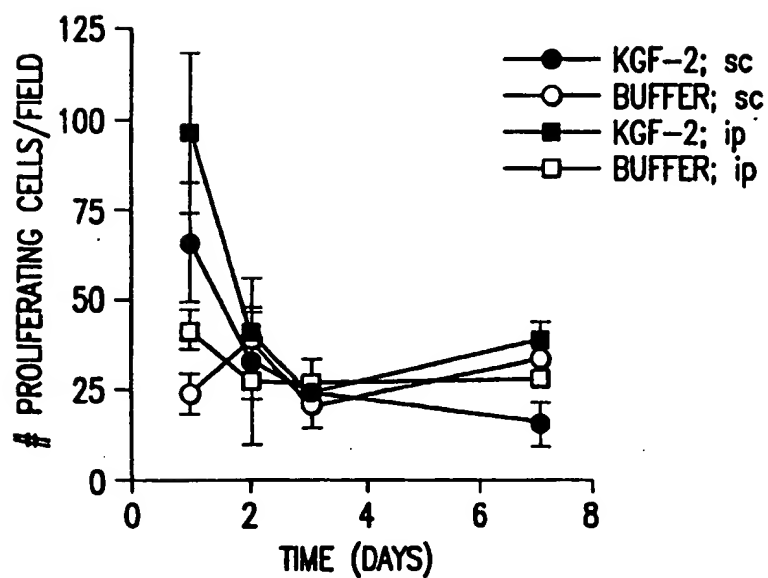 125
100
75
50
25
0
# PROLIFERATING CELLS/FIELD
KGF-2; sc
BUFFER; sc
KGF-2; ip
BUFFER; ip
0 2 4 6 8
TIME (DAYS)